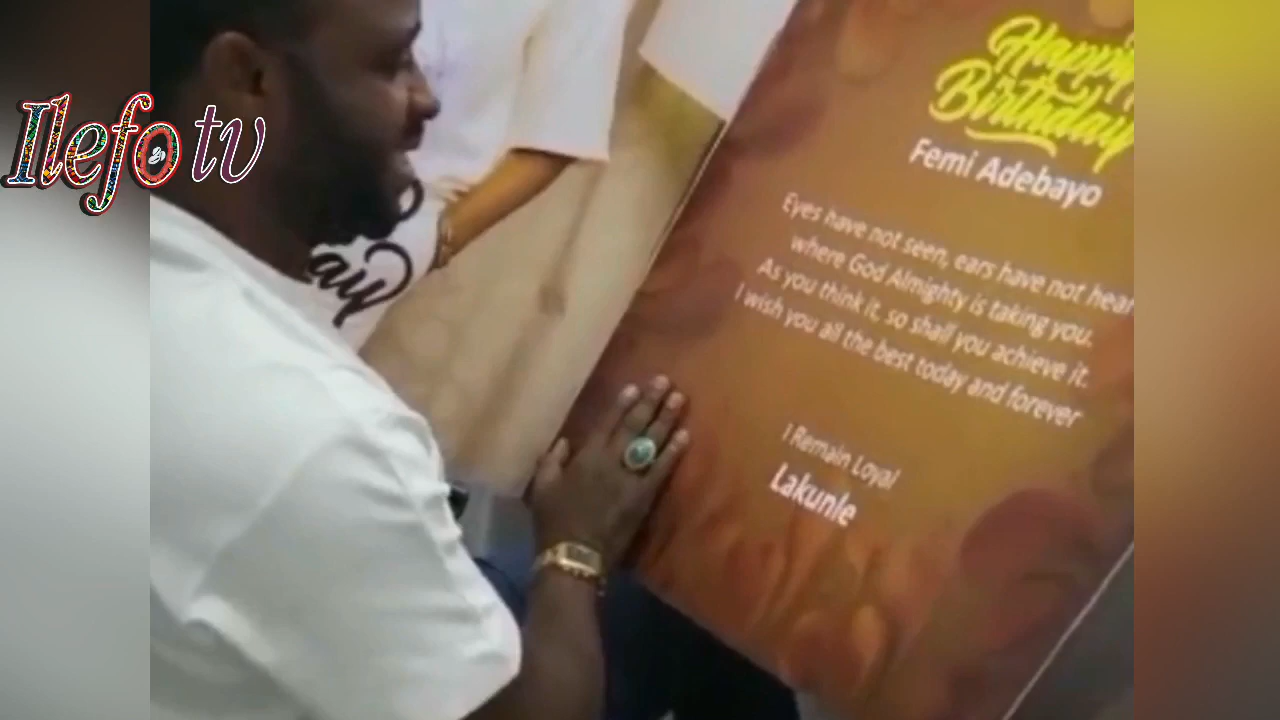 Ilefo tv
Happy
Birthday
Femi Adebayo
Eyes have not seen, ears have not hear
where God Almighty is taking you.
As you think it, so shall you achieve it.
I wish you all the best today and forever
I Remain Loyal
Lakunle
ay